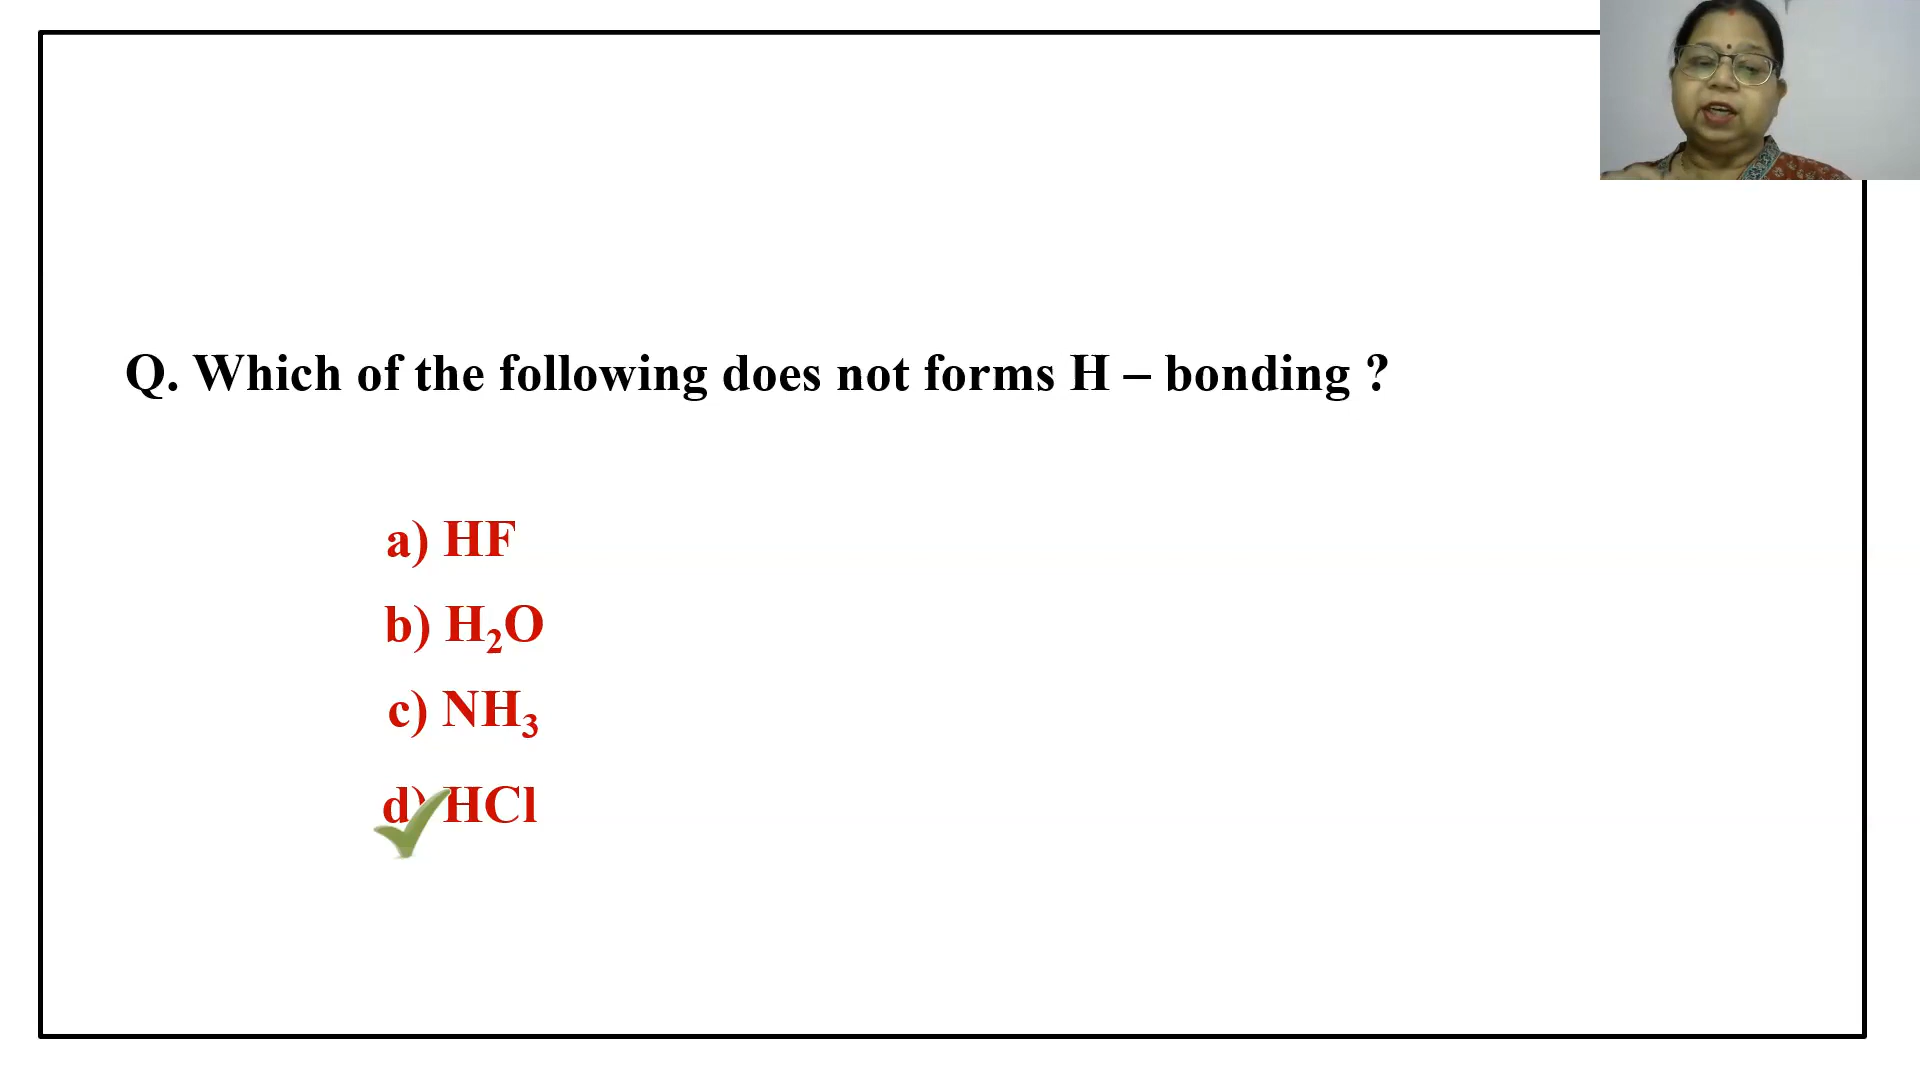 Q. Which of the following does not forms H – bonding ?
a) HF
b) H₂O
c) NH₃
d) HCl